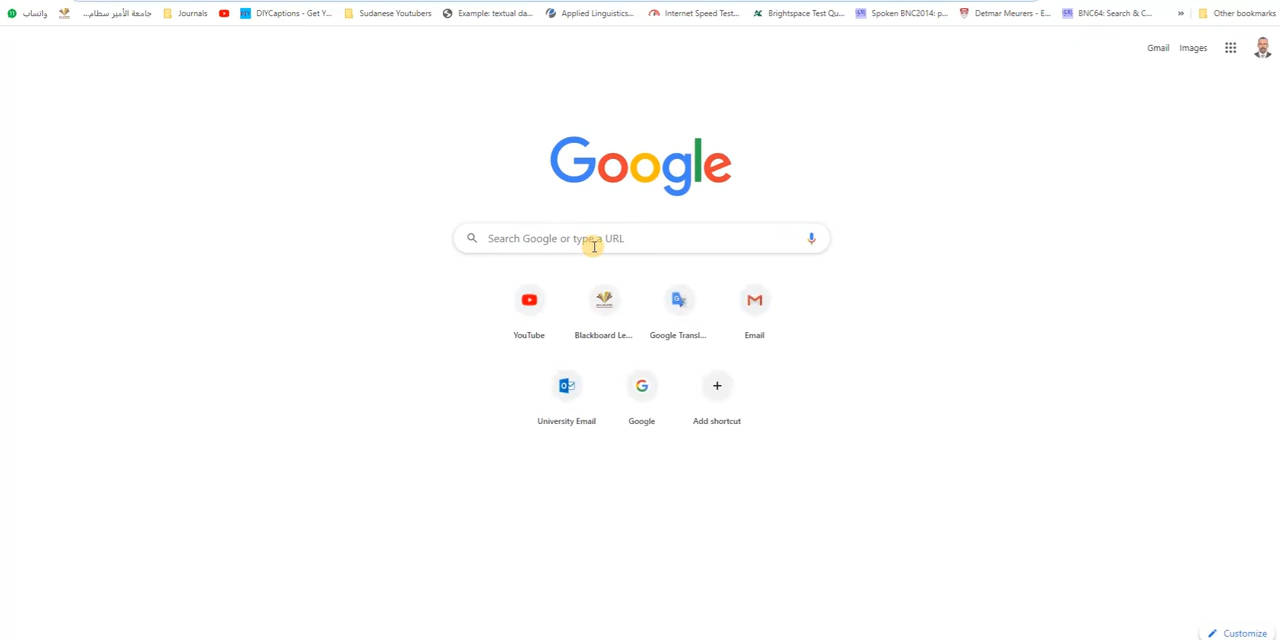 واتساب
جامعة الأمير سطام...
Journals
DIYCaptions - Get Y...
Sudanese Youtubers
Example: textual da...
Applied Linguistics...
Internet Speed Test...
Brightspace Test Qu...
Spoken BNC2014: p...
Detmar Meurers - E...
BNC64: Search & C...
»
Other bookmarks
Gmail
Images
Google
Search Google or type a URL
YouTube
Blackboard Le...
Google Transl...
Email
University Email
Google
Add shortcut
Customize